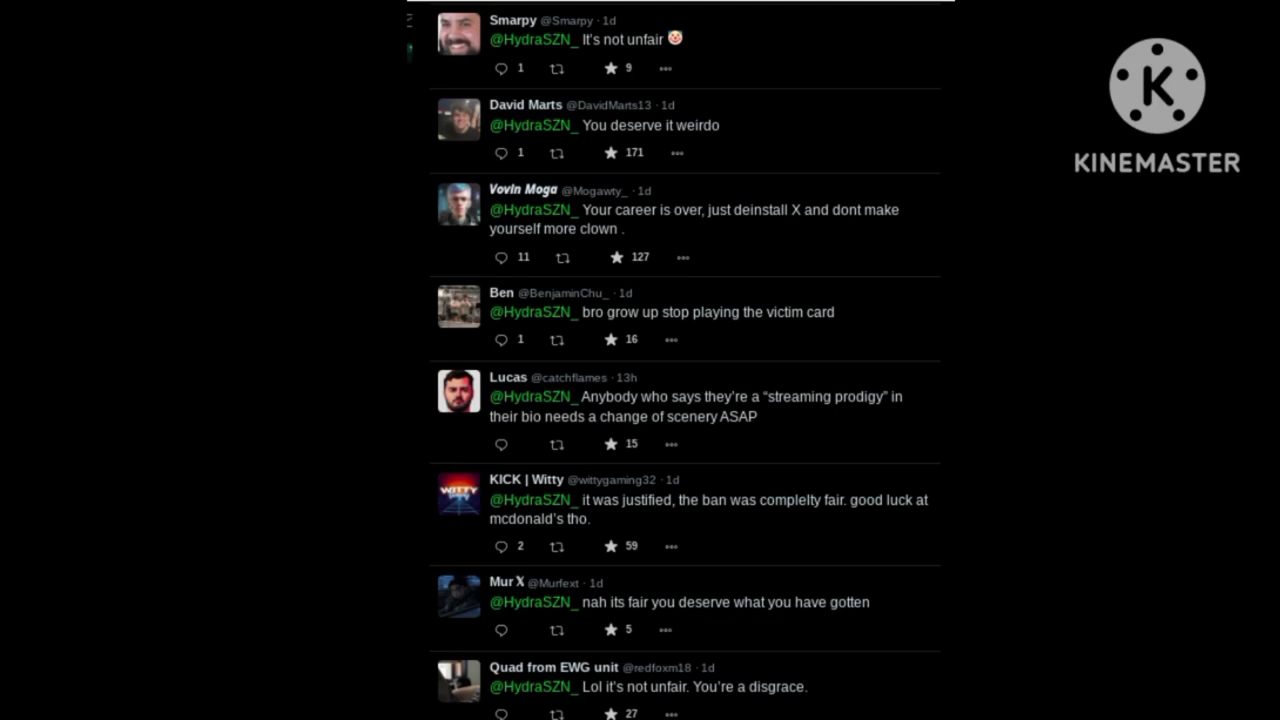 Smarpy @Smarpy · 1d
@HydraSZN_ It's not unfair 🤡
1 9
David Marts @DavidMarts13 · 1d
@HydraSZN_ You deserve it weirdo
1 171
Vovin Moga @Mogawty_ · 1d
@HydraSZN_ Your career is over, just deinstall X and dont make
yourself more clown .
11 127
Ben @BenjaminChu_ · 1d
@HydraSZN_ bro grow up stop playing the victim card
1 16
Lucas @catchflames · 13h
@HydraSZN_ Anybody who says they're a “streaming prodigy” in
their bio needs a change of scenery ASAP
15
WITTY
KICK | Witty @wittygaming32 · 1d
@HydraSZN_ it was justified, the ban was complelty fair. good luck at
mcdonald's tho.
2 59
Mur X @Murfext · 1d
@HydraSZN_ nah its fair you deserve what you have gotten
5
Quad from EWG unit @redfoxm18 · 1d
@HydraSZN_ Lol it's not unfair. You're a disgrace.
27
K
KINEMASTER